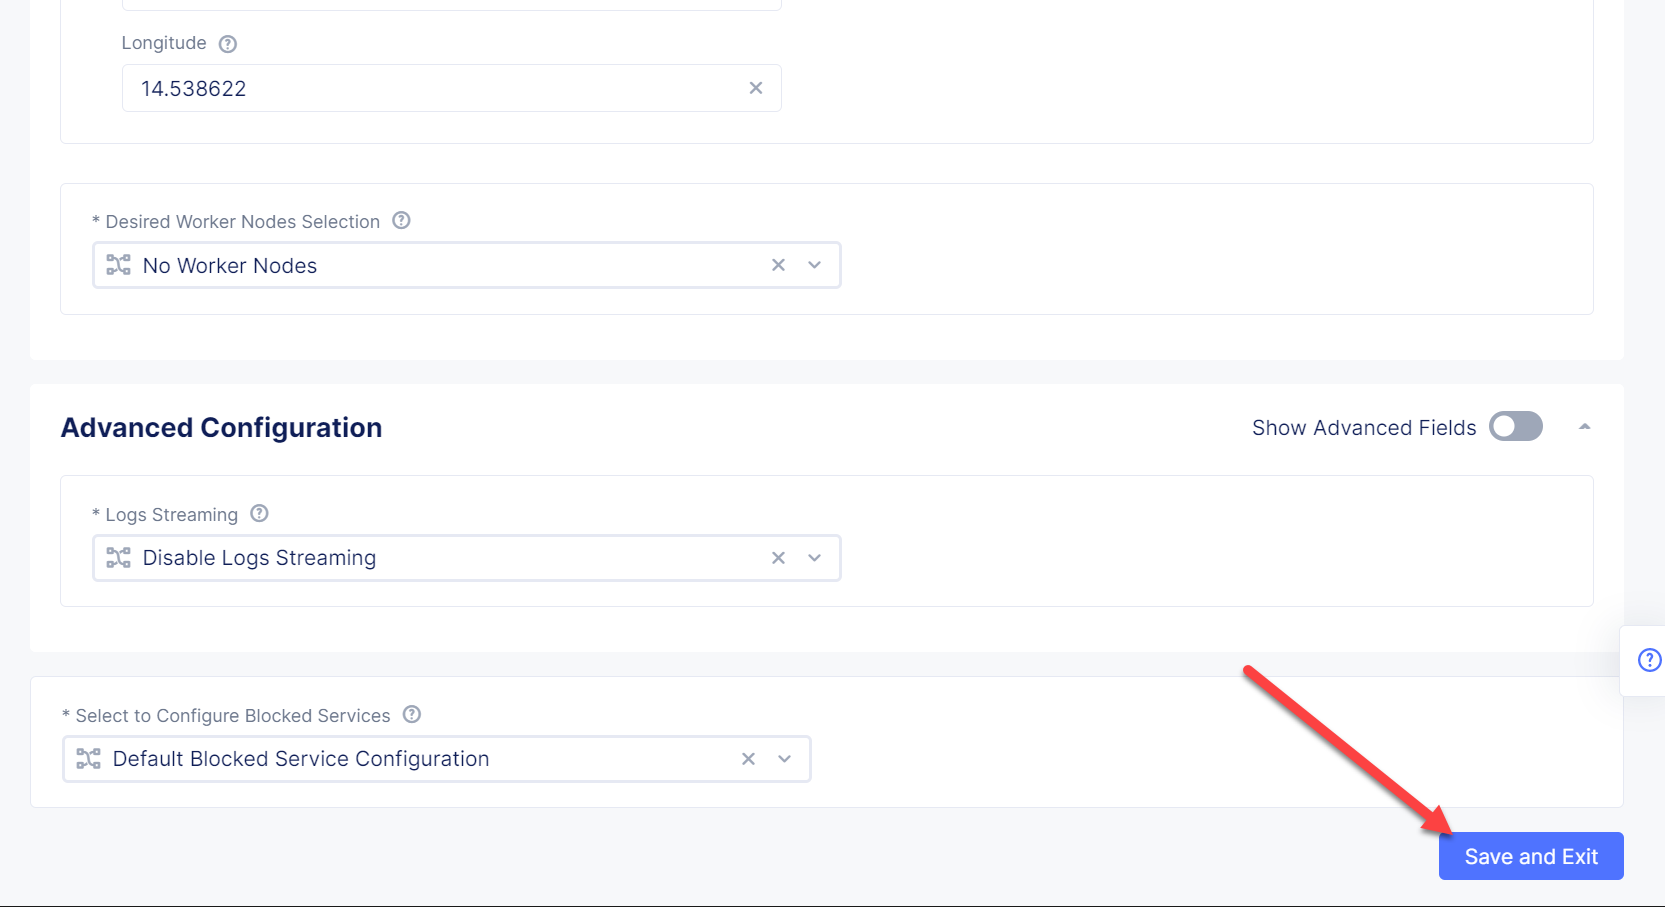 Longitude
14.538622
* Desired Worker Nodes Selection
No Worker Nodes
Advanced Configuration
Show Advanced Fields
* Logs Streaming
Disable Logs Streaming
* Select to Configure Blocked Services
Default Blocked Service Configuration
Save and Exit